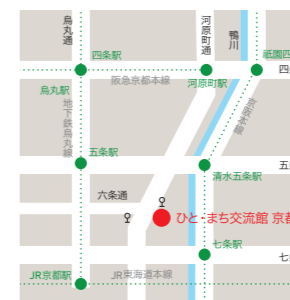 烏丸通
河原町通
鴨川
四条駅
祇園四
四
阪急京都本線
烏丸駅
河原町駅
地下鉄烏丸線
京阪本線
五条駅
五
清水五条駅
六条通
ひと・まち交流館 京都
七条駅
七
JR京都駅
JR東海道本線